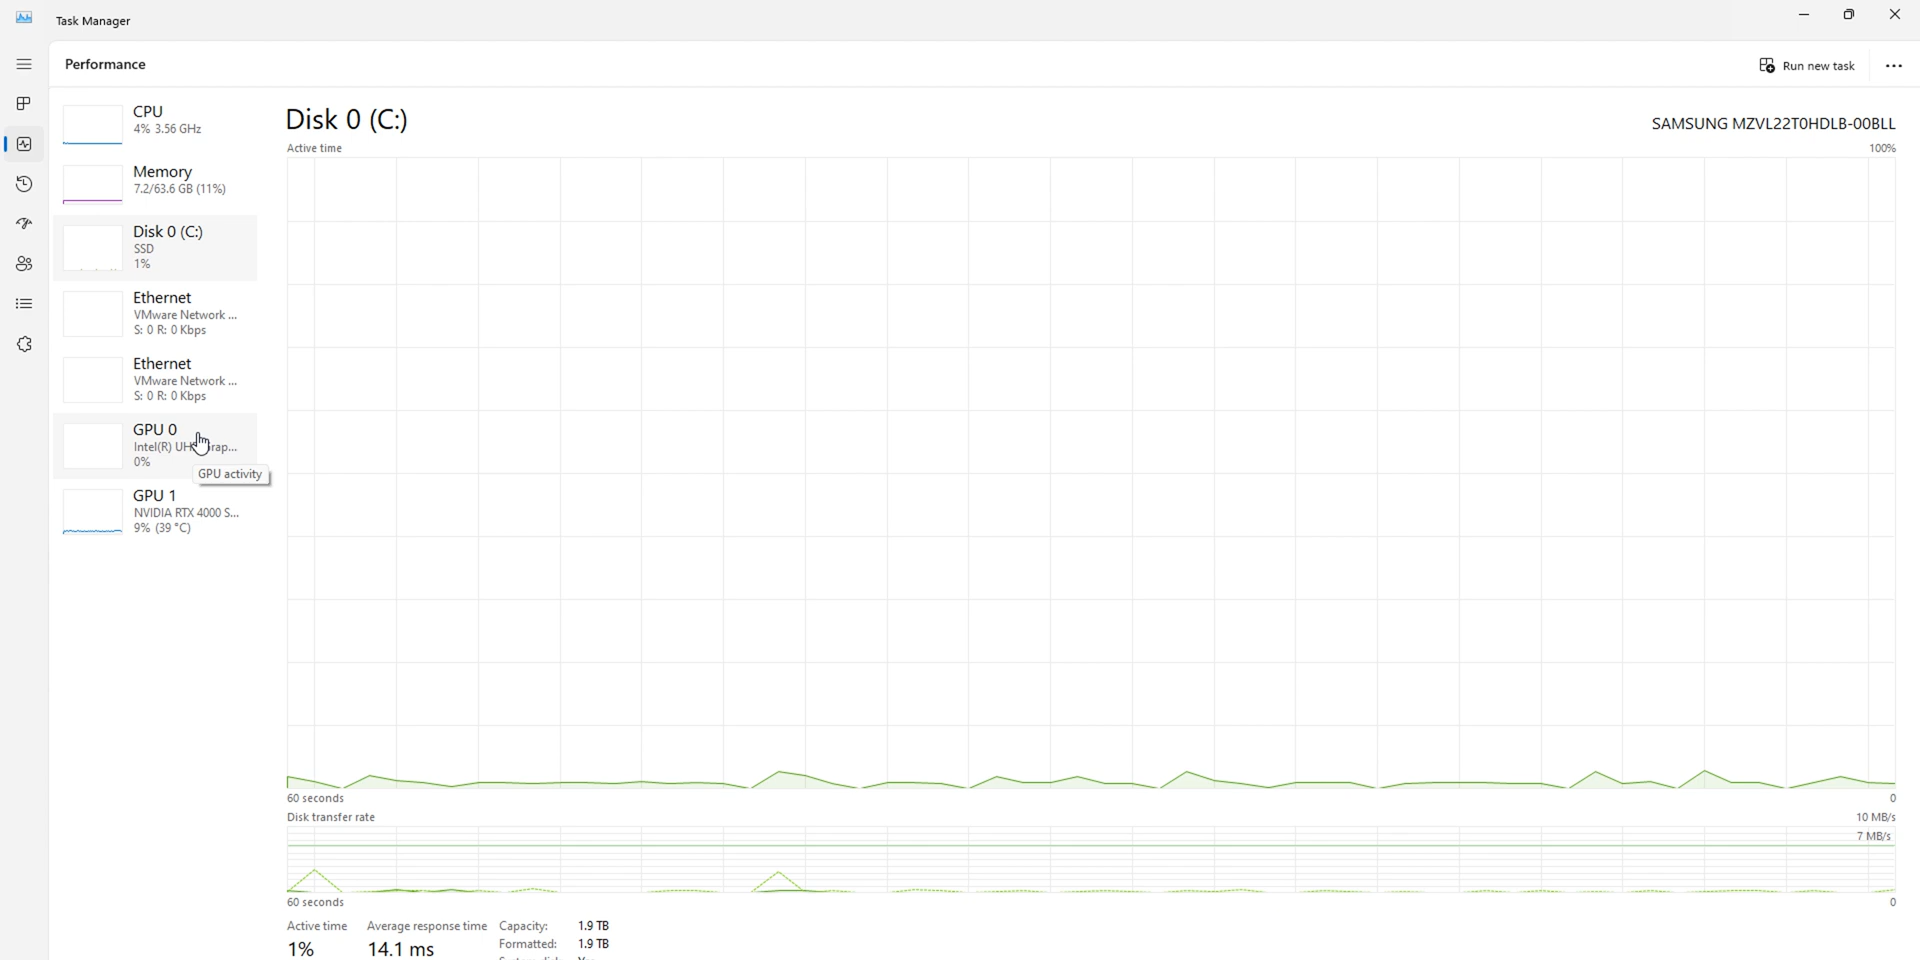 Task Manager
Performance
Run new task
CPU
4% 3.56 GHz
Memory
7.2/63.6 GB (11%)
Disk 0 (C:)
SSD
1%
Ethernet
VMware Network ...
S: 0 R: 0 Kbps
Ethernet
VMware Network ...
S: 0 R: 0 Kbps
GPU 0
Intel(R)
0%
GPU activity
GPU 1
NVIDIA RTX 4000 S...
9% (39 °C)
Disk 0 (C:)
SAMSUNG MZVL22T0HDLB-00BLL
Active time
100%
60 seconds
0
Disk transfer rate
10 MB/s
7 MB/s
60 seconds
0
Active time
1%
Average response time
14.1 ms
Capacity: 1.9 TB
Formatted: 1.9 TB